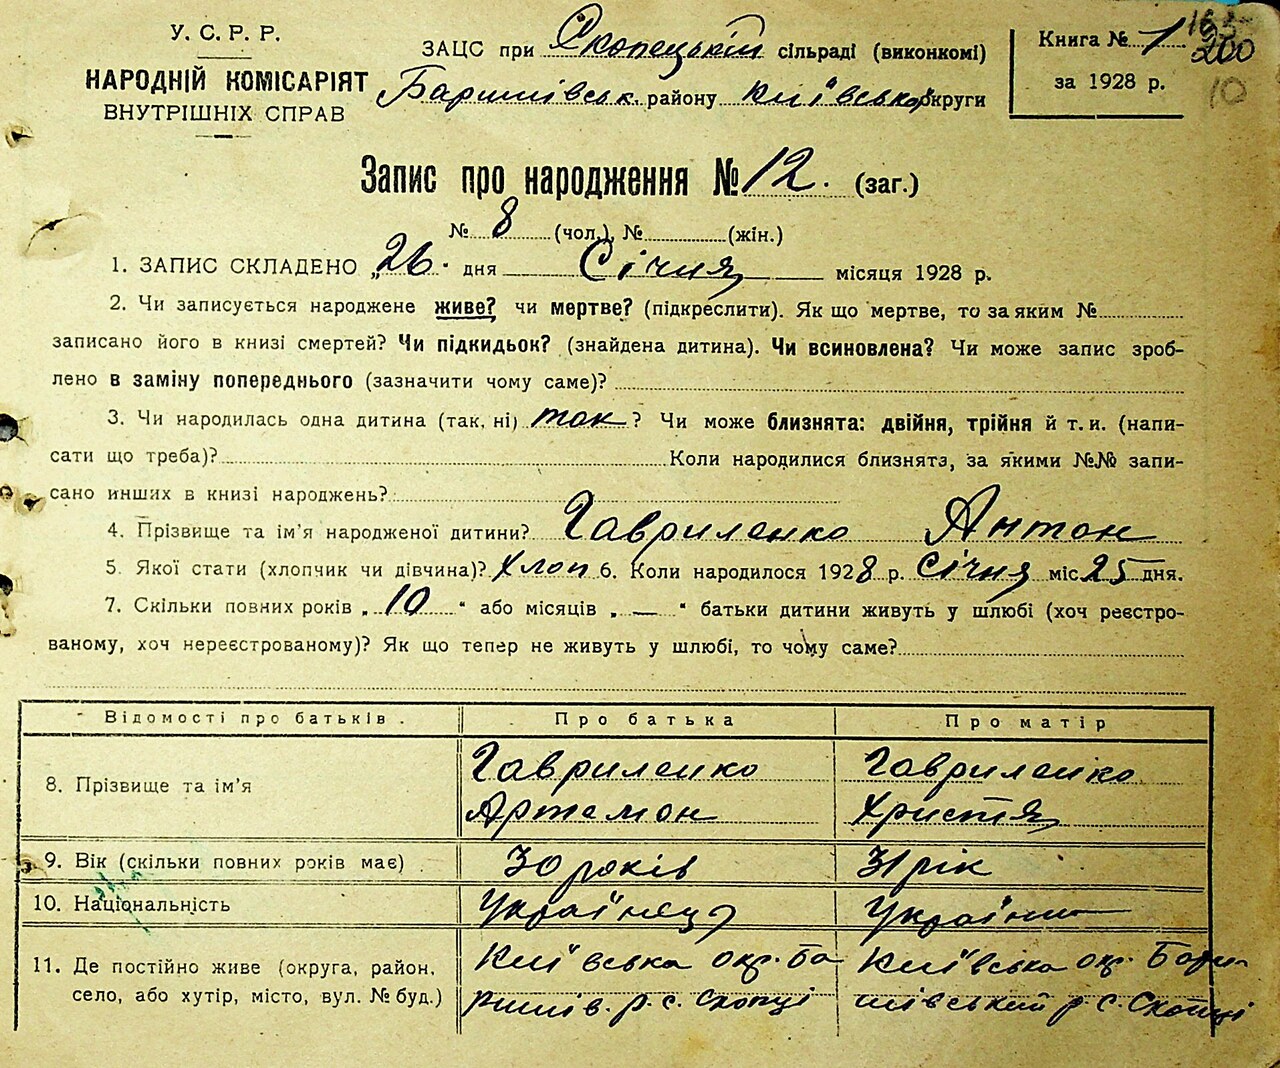 У. С. Р. Р.
НАРОДНІЙ КОМІСАРІЯТ
ВНУТРІШНІХ СПРАВ
ЗАЦС при Скопецькій сільраді (виконкомі)
Баришівськ. району Київської округи
Книга № 1
за 1928 р.
200
10
Запис про народження № 12. (заг.)
№ 8 (чол.), № (жін.)
1. ЗАПИС СКЛАДЕНО „26." дня Січня місяця 1928 р.
2. Чи записується народжене живе? чи мертве? (підкреслити). Як що мертве, то за яким №
записано його в книзі смертей? Чи підкидьок? (знайдена дитина). Чи всиновлена? Чи може запис зроб-
лено в заміну попереднього (зазначити чому саме)?
3. Чи народилась одна дитина (так, ні) так? Чи може близнята: двійня, трійня й т. и. (напи-
сати що треба)? Коли народилися близнята, за якими №№ запи-
сано инших в книзі народжень?
4. Прізвище та ім'я народженої дитини? Гавриленко Антон
5. Якої стати (хлопчик чи дівчина)? Хлоп 6. Коли народилося 1928 р. Січня міс. 25 дня.
7. Скільки повних років „10" або місяців „—" батьки дитини живуть у шлюбі (хоч реєстро-
ваному, хоч нереєстрованому)? Як що тепер не живуть у шлюбі, то чому саме?
Відомості про батьків. Про батька Про матір
8. Прізвище та ім'я Гавриленко Артемон Гавриленко Христя
9. Вік (скільки повних років має) 30 років 31 рік
10. Національність Українець Українк
11. Де постійно живе (округа, район, Київська окр. Ба Київська окр. Бари-
село, або хутір, місто, вул. № буд.) ришів. р. с. Скопці шівський р. с. Скопці